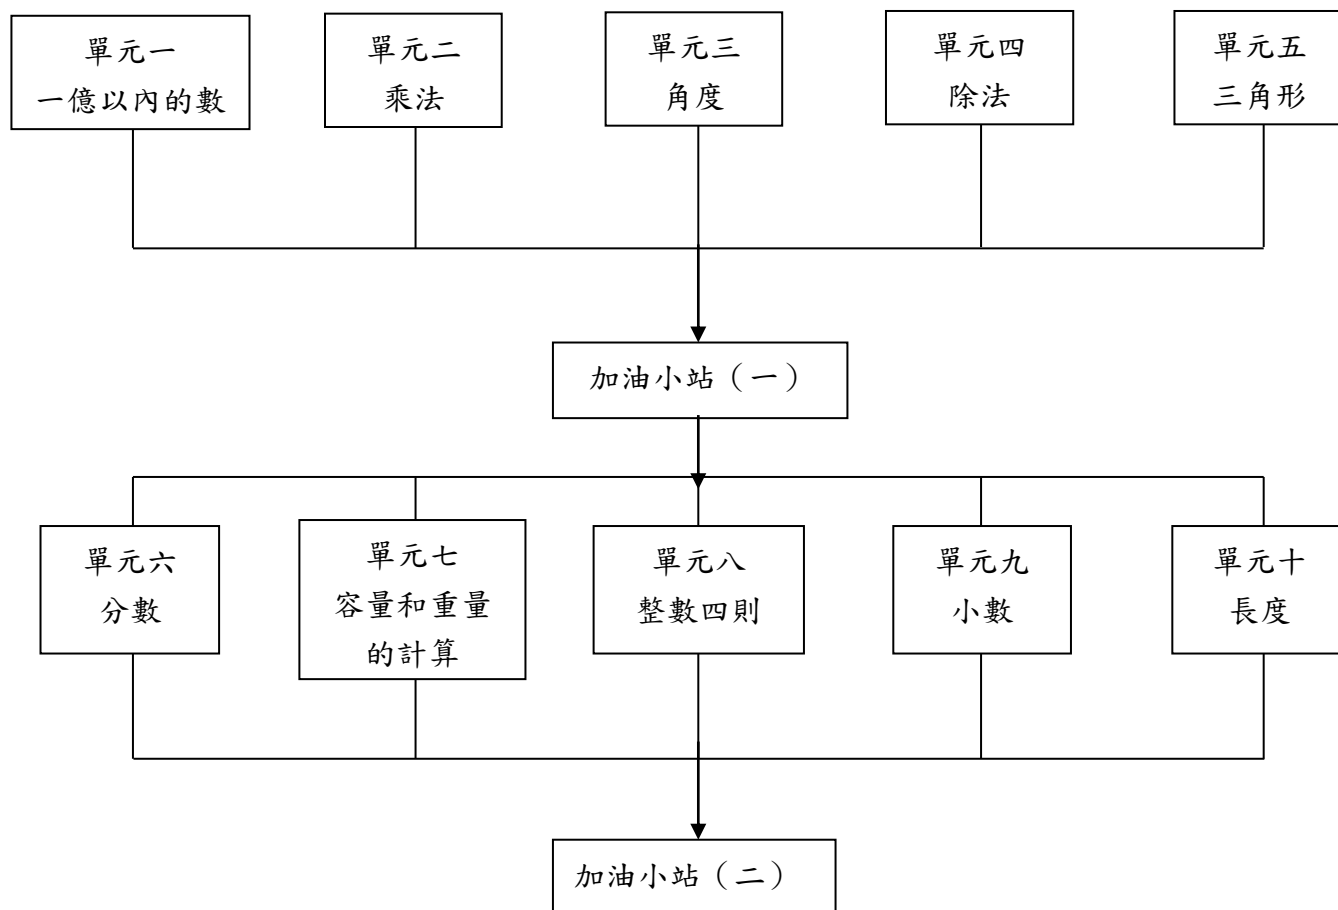 單元一
一億以內的數
單元二
乘法
單元三
角度
單元四
除法
單元五
三角形
加油小站（一）
單元六
分數
單元七
容量和重量
的計算
單元八
整數四則
單元九
小數
單元十
長度
加油小站（二）